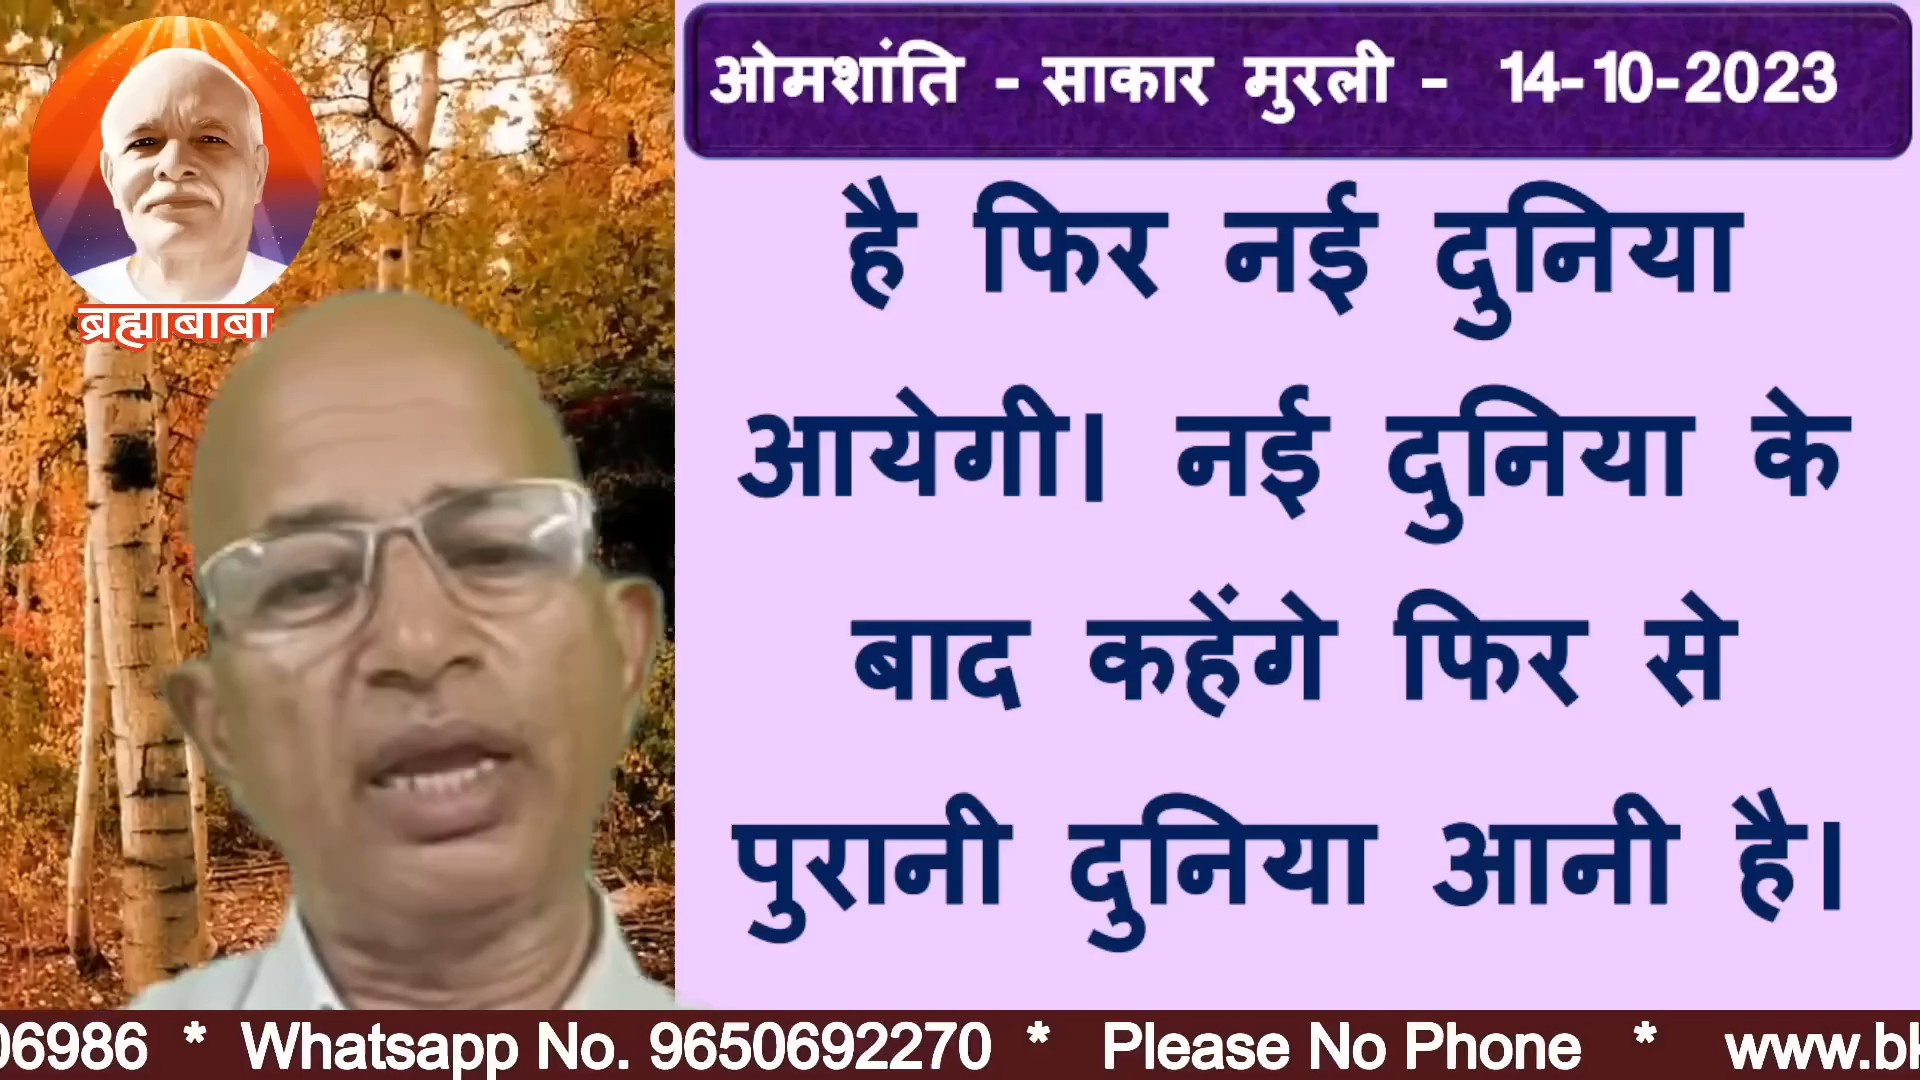 ओमशांति - साकार मुरली - 14-10-2023
ब्रह्माबाबा
है फिर नई दुनिया
आयेगी। नई दुनिया के
बाद कहेंगे फिर से
पुरानी दुनिया आनी है।
06986 * Whatsapp No. 9650692270 * Please No Phone * www.bk